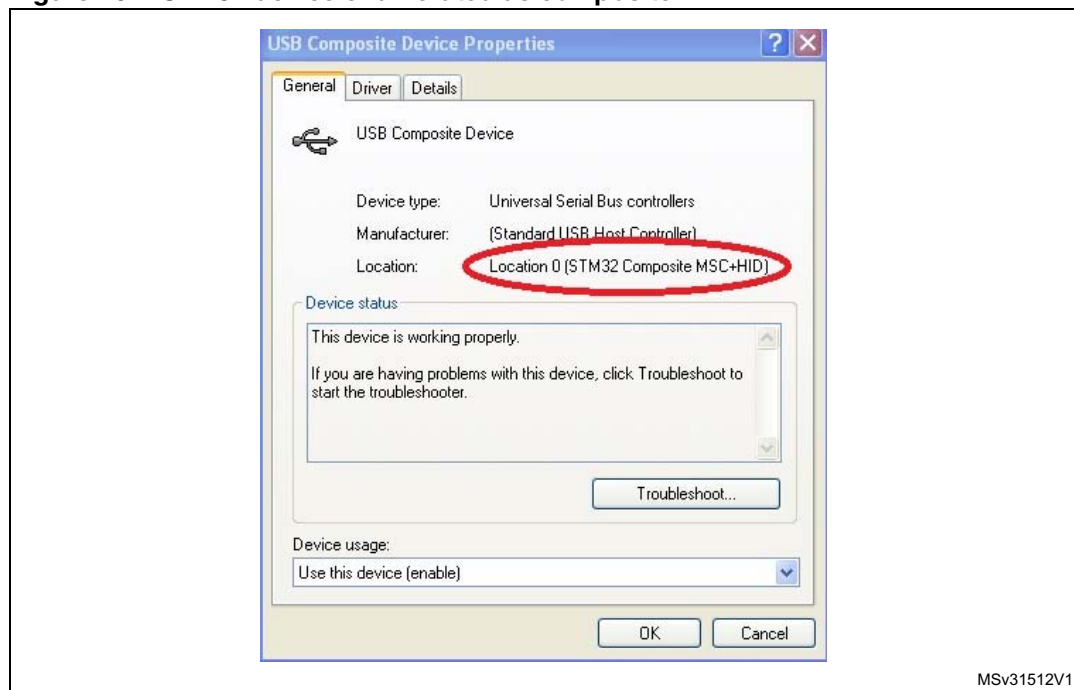 USB Composite Device Properties
General Driver Details
USB Composite Device
Device type: Universal Serial Bus controllers
Manufacturer: (Standard USB Host Controller)
Location: Location 0 (STM32 Composite MSC+HID)
Device status
This device is working properly.
If you are having problems with this device, click Troubleshoot to
start the troubleshooter.
Troubleshoot...
Device usage:
Use this device (enable)
OK Cancel
MSv31512V1